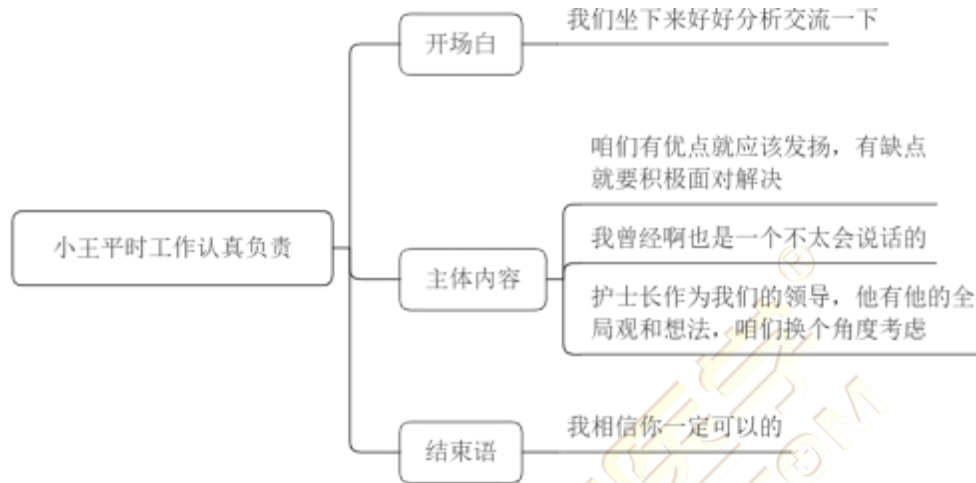 开场白
我们坐下来好好分析交流一下
咱们有优点就应该发扬，有缺点
就要积极面对解决
小王平时工作认真负责
主体内容
我曾经啊也是一个不太会说话的
护士长作为我们的领导，他有他的全
局观和想法，咱们换个角度考虑
结束语
我相信你一定可以的